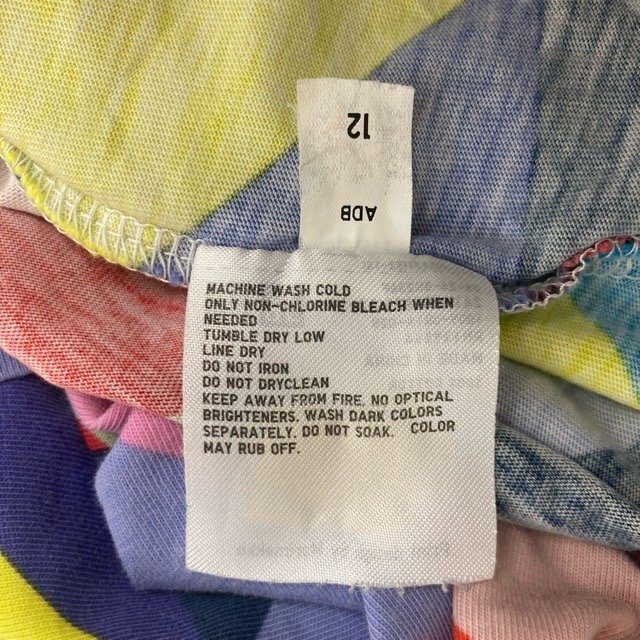 12
ADB
MACHINE WASH COLD
ONLY NON-CHLORINE BLEACH WHEN
NEEDED
TUMBLE DRY LOW
LINE DRY
DO NOT IRON
DO NOT DRYCLEAN
KEEP AWAY FROM FIRE. NO OPTICAL
BRIGHTENERS. WASH DARK COLORS
SEPARATELY. DO NOT SOAK. COLOR
MAY RUB OFF.